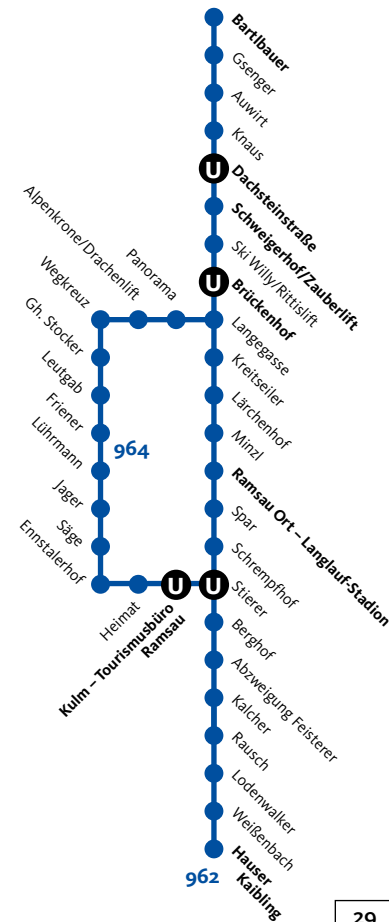 Bartlbauer
Gsenger
Auwirt
Knaus
U
Dachsteinstraße
Schweigerhof/Zauberlift
Ski Willy/Rittislift
U
Brückenhof
Langegasse
Kreitseiler
Lärchenhof
Minzl
Ramsau Ort – Langlauf-Stadion
Spar
Schrempfhof
U
Stierer
Berghof
Abzweigung Feisterer
Kalcher
Rausch
Lodenwalker
Weißenbach
Hauser
Kaibling
962
Panorama
Alpenkrone/Drachenlift
Wegkreuz
Gh. Stocker
Leutgab
Friener
Lührmann
964
Jager
Säge
Ennstalerhof
Heimat
U
Kulm – Tourismusbüro
Ramsau
29